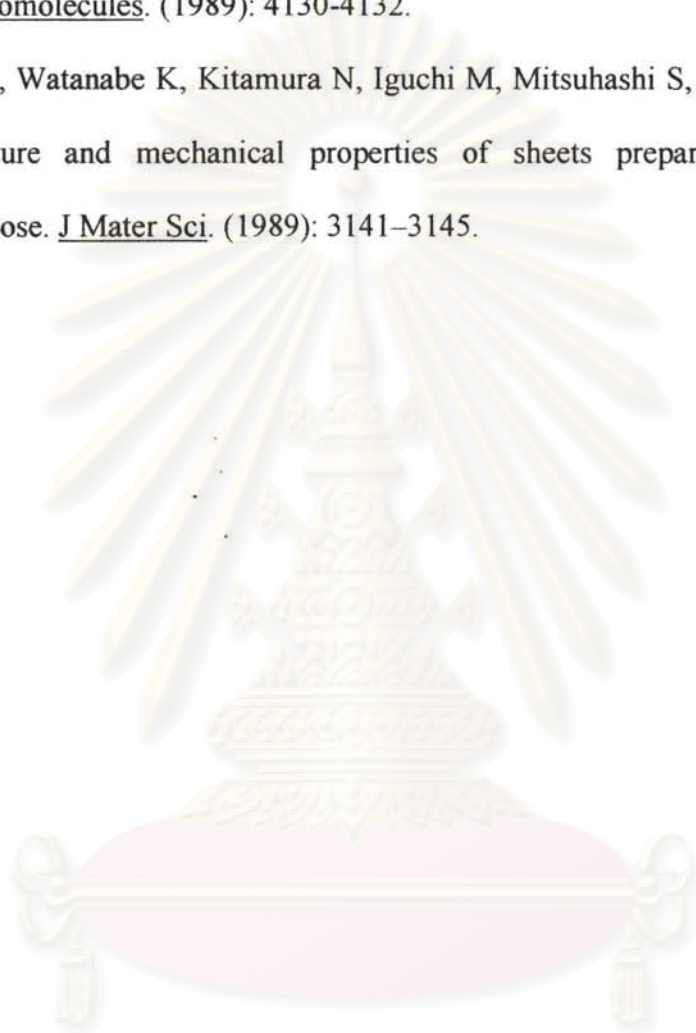 omolecules. (1989): 4130-4132.
, Watanabe K, Kitamura N, Iguchi M, Mitsuhashi S,
ture and mechanical properties of sheets prepar
ose. J Mater Sci. (1989): 3141–3145.